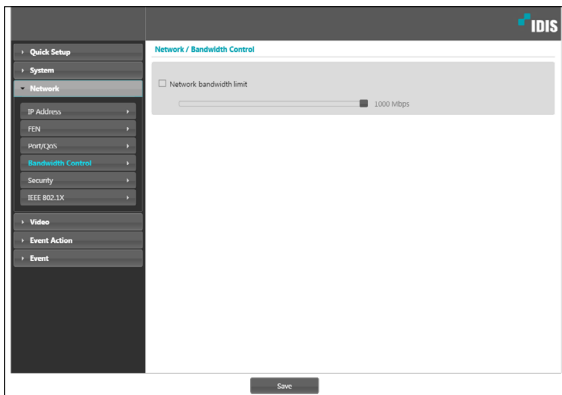 IDIS
Quick Setup
System
Network
IP Address
FEN
Port/QoS
Bandwidth Control
Security
IEEE 802.1X
Video
Event Action
Event
Network / Bandwidth Control
Network bandwidth limit
1000 Mbps
Save